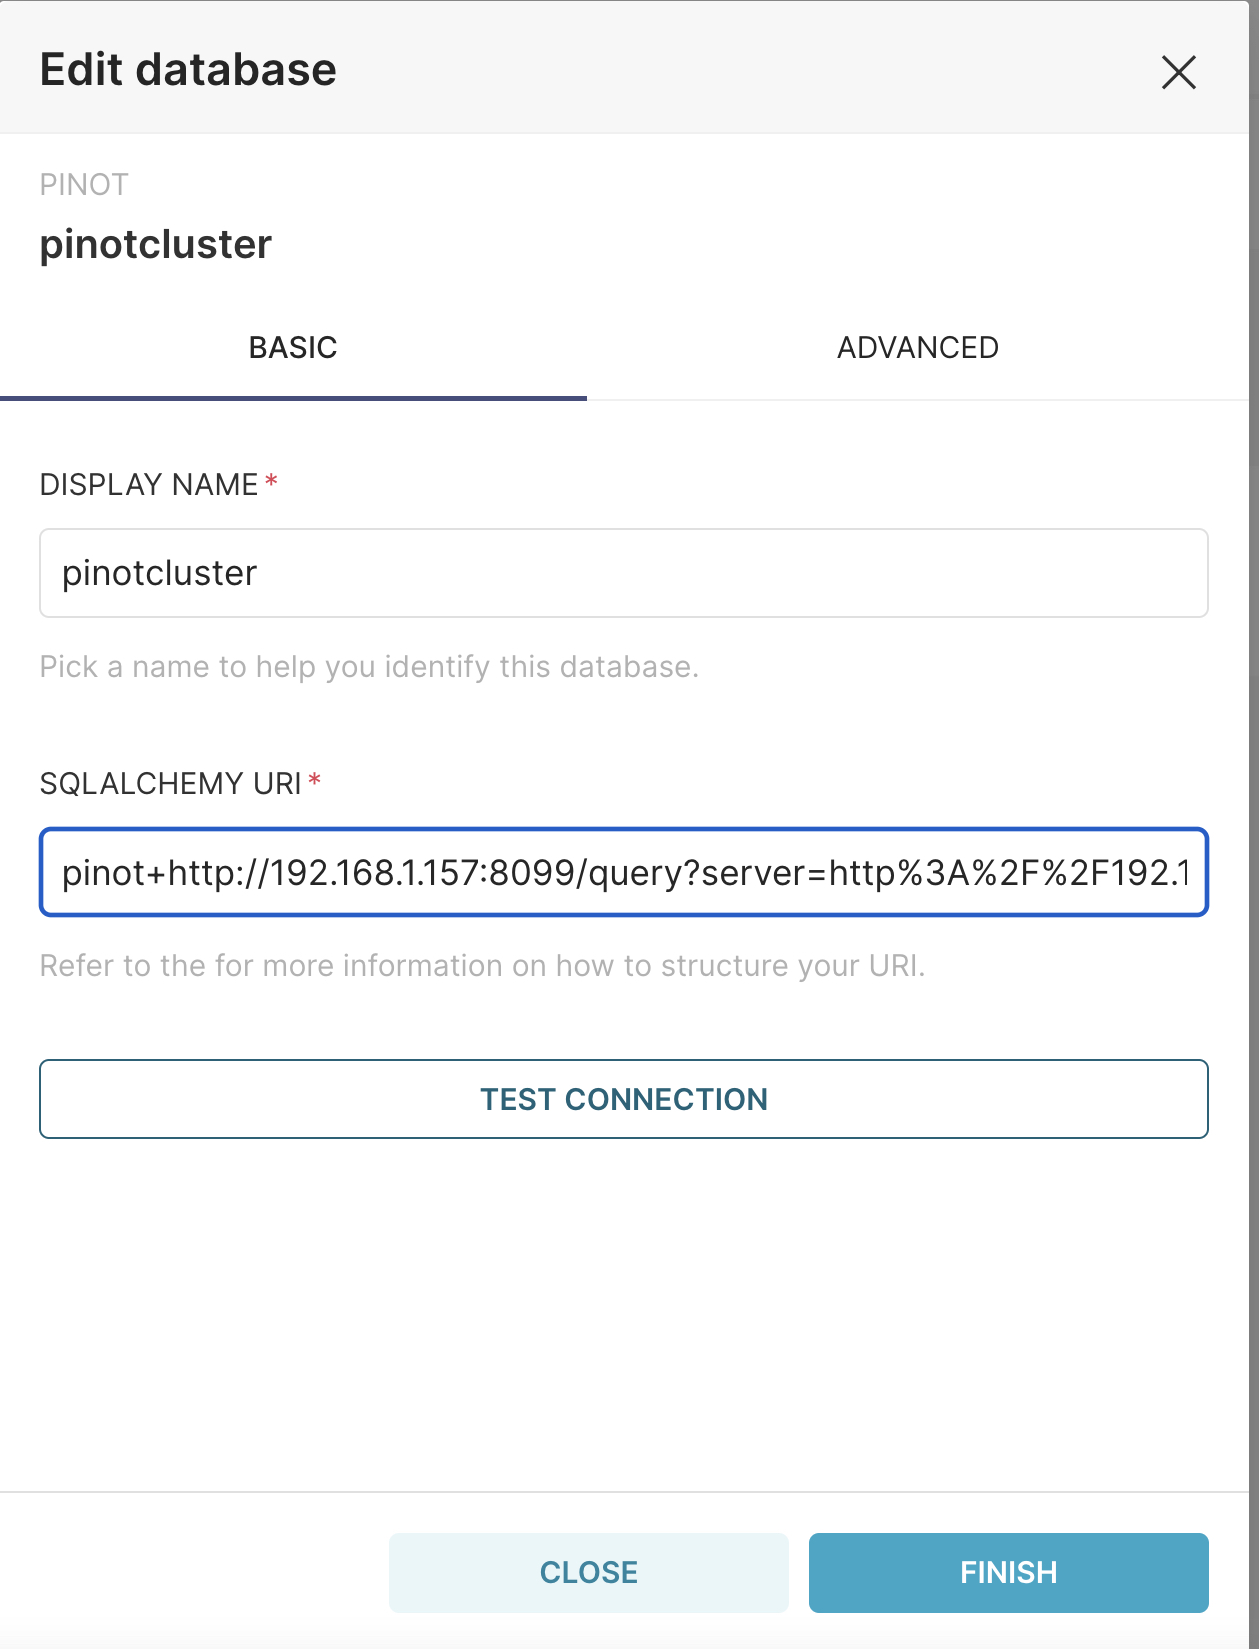 Edit database
PINOT
pinotcluster
BASIC ADVANCED
DISPLAY NAME *
pinotcluster
Pick a name to help you identify this database.
SQLALCHEMY URI *
pinot+http://192.168.1.157:8099/query?server=http%3A%2F%2F192.1
Refer to the for more information on how to structure your URI.
TEST CONNECTION
CLOSE FINISH